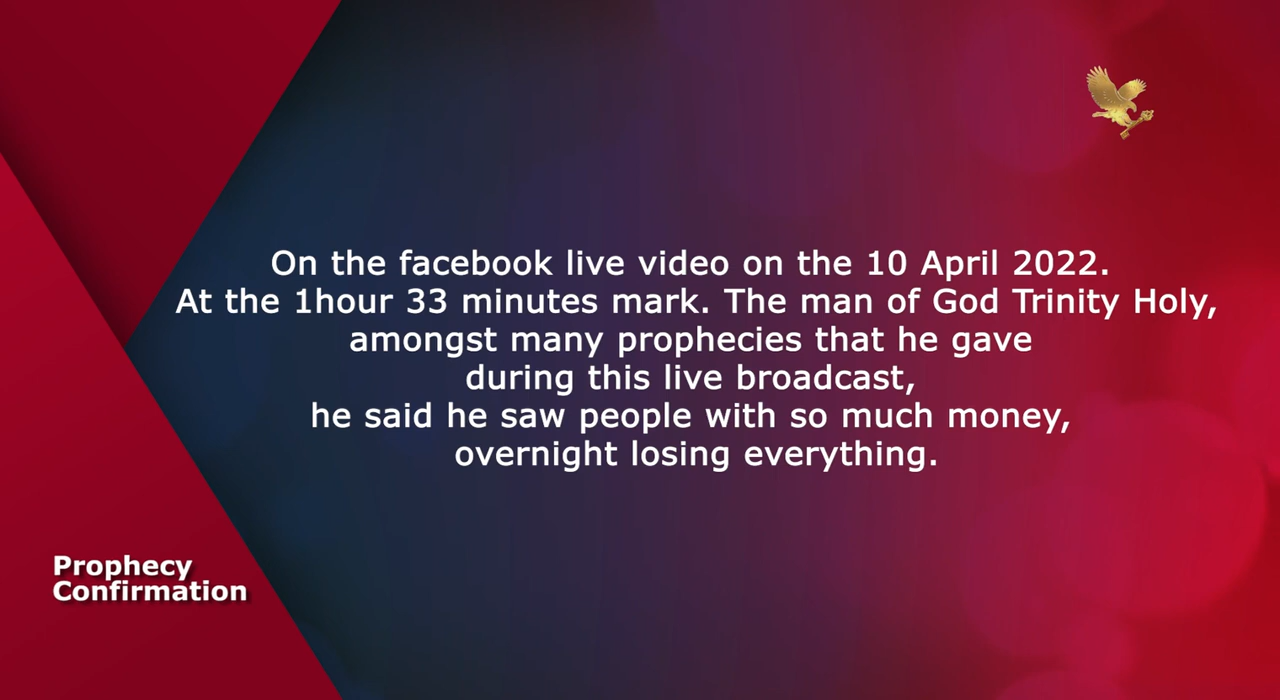 On the facebook live video on the 10 April 2022.
At the 1hour 33 minutes mark. The man of God Trinity Holy,
amongst many prophecies that he gave
during this live broadcast,
he said he saw people with so much money,
overnight losing everything.
Prophecy
Confirmation